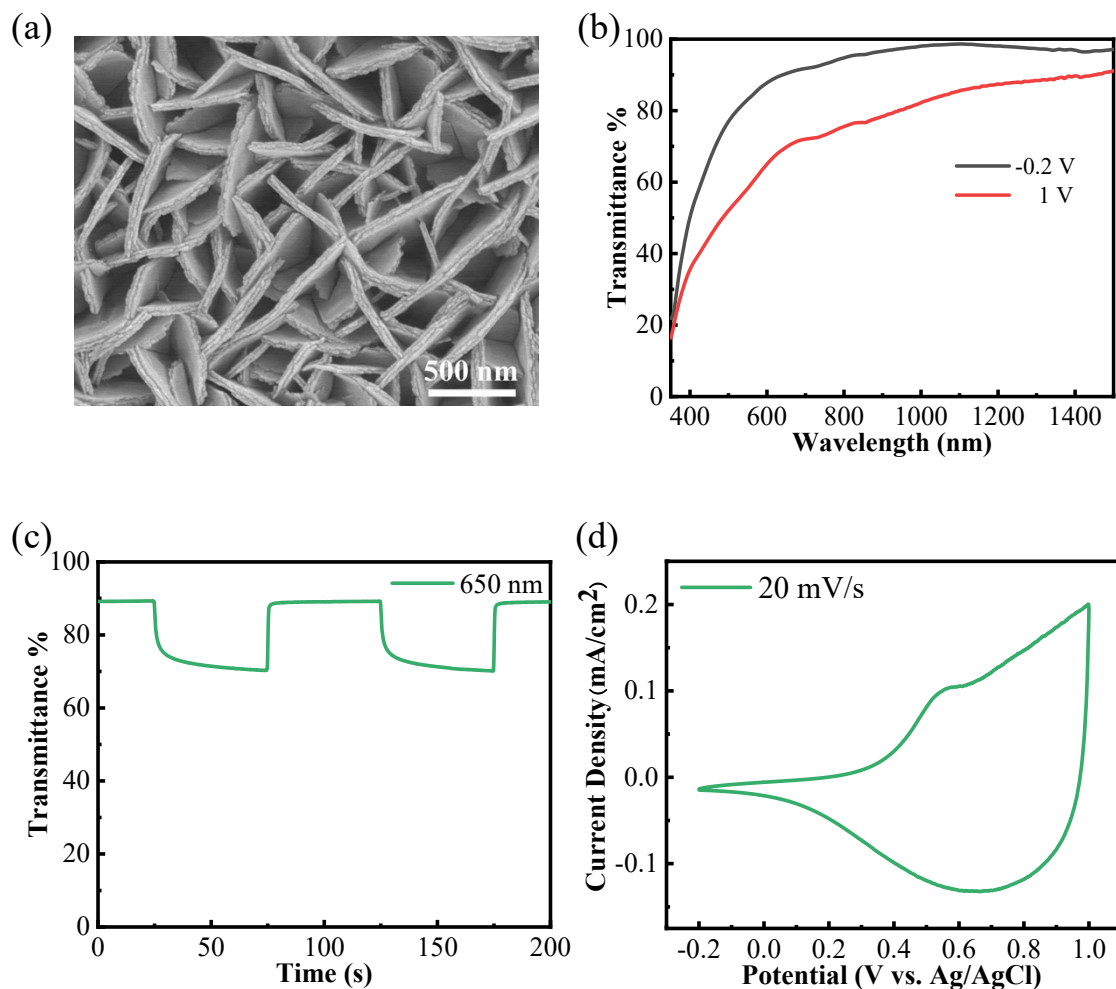 (a)
500 nm
(b)
100
80
60
40
20
0
Transmittance %
-0.2 V
1 V
400 600 800 1000 1200 1400
Wavelength (nm)
(c)
100
80
60
40
20
0
Transmittance %
650 nm
0 50 100 150 200
Time (s)
(d)
0.2
0.1
0.0
-0.1
Current Density(mA/cm2)
20 mV/s
-0.2 0.0 0.2 0.4 0.6 0.8 1.0
Potential (V vs. Ag/AgCl)